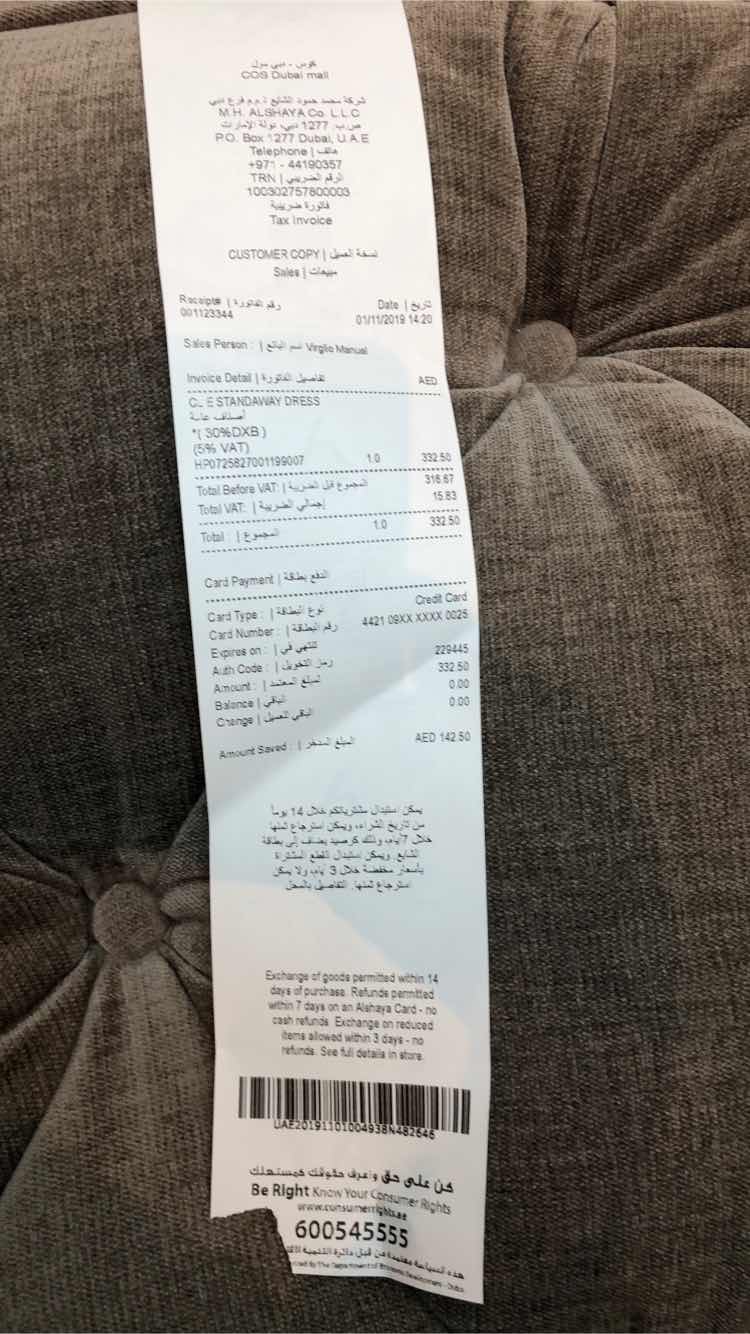 كوس - دبي مول
COS Dubai mall
شركة محمد حمود الشايع ذ.م.م فرع دبي
M.H. ALSHAYA Co. L.L.C
ص.ب. 1277 دبي، دولة الإمارات
P.O. Box 1277 Dubai, U.A.E
Telephone | هاتف
+971 - 44190357
TRN | الرقم الضريبي
100302757800003
فاتورة ضريبية
Tax Invoice
CUSTOMER COPY | نسخة العميل
Sales | مبيعات
Receipt# | رقم الفاتورة Date | تاريخ
001123344 01/11/2019 14:20
Sales Person : | اسم البائع Virglio Manual
Invoice Detail | تفاصيل الفاتورة AED
E STANDAWAY DRESS
أصناف عامة
*( 30%DXB )
(5% VAT)
HP0725827001199007 1.0 332.50
Total Before VAT: | المجموع قبل الضريبة 316.67
Total VAT: | إجمالي الضريبة 15.83
Total : | المجموع 1.0 332.50
Card Payment | الدفع بطاقة
Card Type : | نوع البطاقة Credit Card
Card Number : | رقم البطاقة 4421 09XX XXXX 0025
Expires on : | تنتهي في
Auth Code : | رمز التخويل 229445
Amount : | المبلغ المعتمد 332.50
Balance | الباقي 0.00
Change | الباقي للعميل 0.00
Amount Saved : | المبلغ المدخر AED 142.50
يمكن استبدال مشترياتكم خلال 14 يوماً
من تاريخ الشراء، ويمكن استرجاع ثمنها
خلال 7أيام، وذلك كرصيد يضاف إلى بطاقة
الشايع. ويمكن استبدال القطع المشتراة
بأسعار مخفضة خلال 3 أيام، ولا يمكن
استرجاع ثمنها. التفاصيل بالمحل
Exchange of goods permitted within 14
days of purchase. Refunds permitted
within 7 days on an Alshaya Card - no
cash refunds. Exchange on reduced
items allowed within 3 days - no
refunds. See full details in store.
UAE20191101004938N482646
كن على حق واعرف حقوقك كمستهلك
Be Right Know Your Consumer Rights
www.consumerrights.ae
600545555
هذه السياسة معتمدة من قبل دائرة التنمية
by The Department of Economic Development - Dubai